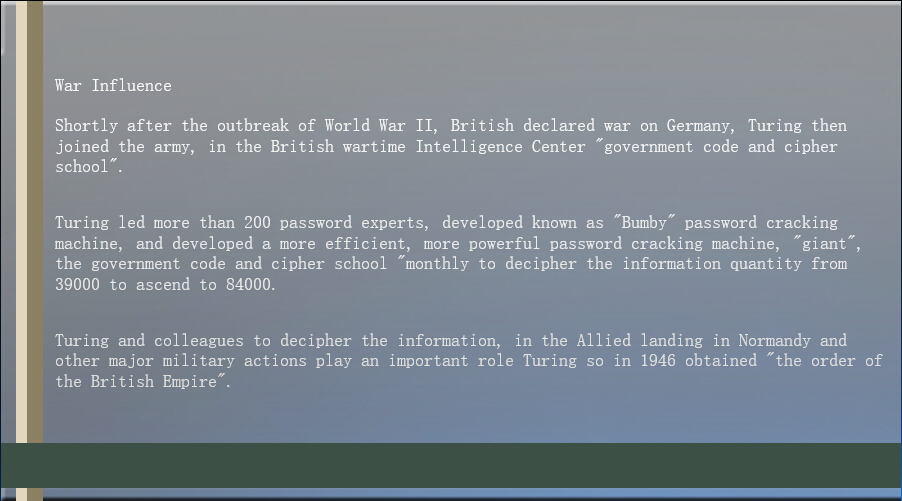 War Influence
Shortly after the outbreak of World War II, British declared war on Germany, Turing then
joined the army, in the British wartime Intelligence Center "government code and cipher
school".
Turing led more than 200 password experts, developed known as "Bumby" password cracking
machine, and developed a more efficient, more powerful password cracking machine, "giant",
the government code and cipher school "monthly to decipher the information quantity from
39000 to ascend to 84000.
Turing and colleagues to decipher the information, in the Allied landing in Normandy and
other major military actions play an important role Turing so in 1946 obtained "the order of
the British Empire".